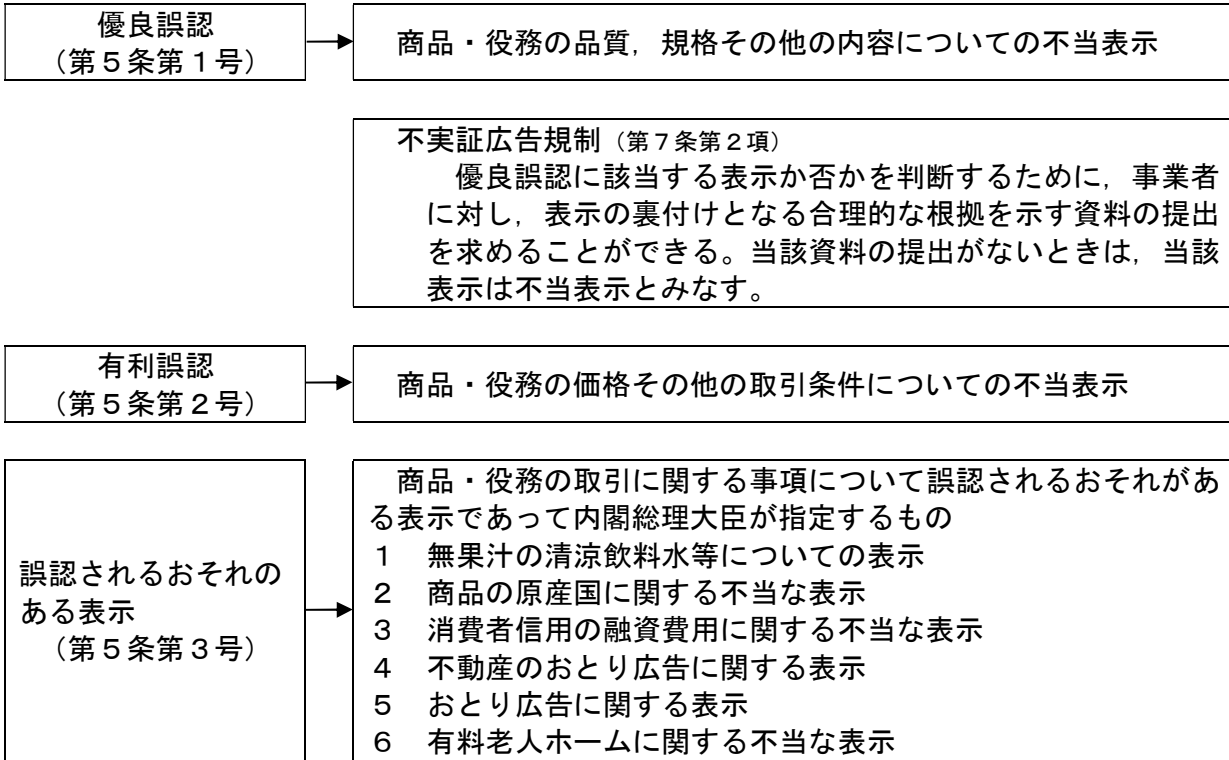 優良誤認
(第5条第1号)
商品・役務の品質,規格その他の内容についての不当表示
不実証広告規制(第7条第2項)
優良誤認に該当する表示か否かを判断するために,事業者
に対し,表示の裏付けとなる合理的な根拠を示す資料の提出
を求めることができる。当該資料の提出がないときは,当該
表示は不当表示とみなす。
有利誤認
(第5条第2号)
商品・役務の価格その他の取引条件についての不当表示
誤認されるおそれの
ある表示
(第5条第3号)
商品・役務の取引に関する事項について誤認されるおそれがあ
る表示であって内閣総理大臣が指定するもの
1 無果汁の清涼飲料水等についての表示
2 商品の原産国に関する不当な表示
3 消費者信用の融資費用に関する不当な表示
4 不動産のおとり広告に関する表示
5 おとり広告に関する表示
6 有料老人ホームに関する不当な表示